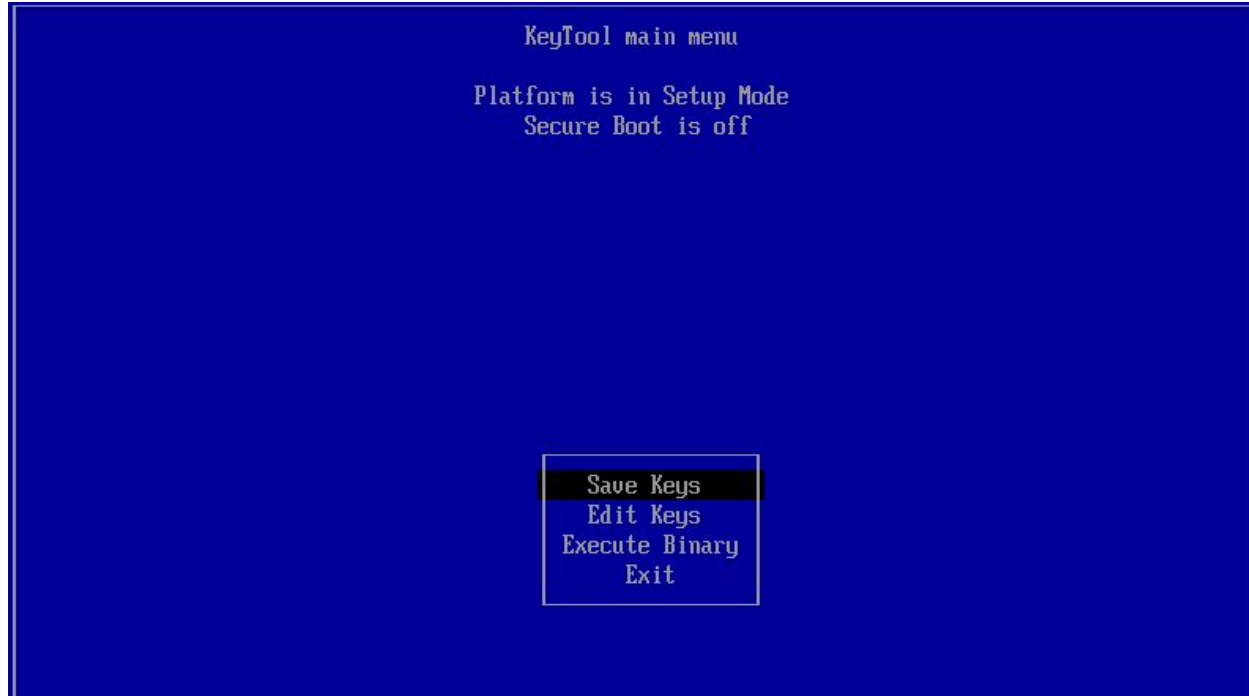 KeyTool main menu
Platform is in Setup Mode
Secure Boot is off
Save Keys
Edit Keys
Execute Binary
Exit